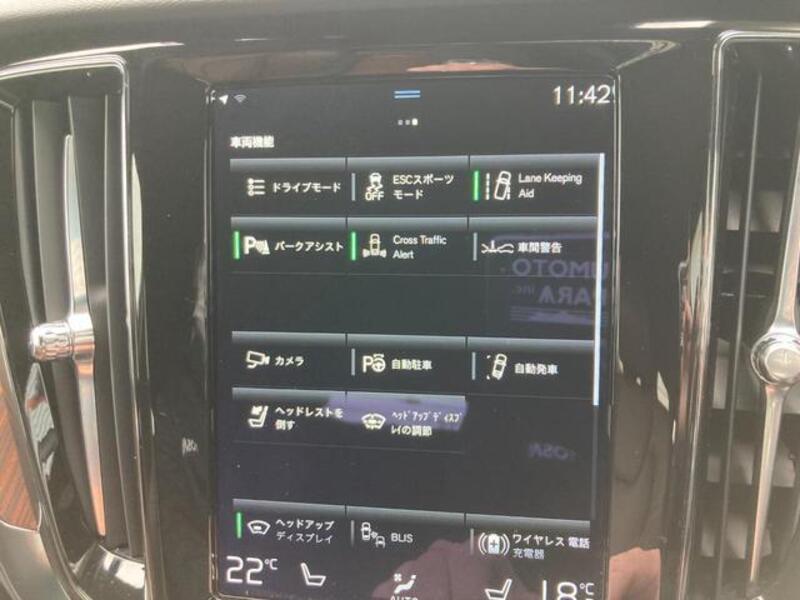 11:42
車両機能
ドライブモード
ESCスポーツ
モード
OFF
Lane Keeping
Aid
パークアシスト
Cross Traffic
Alert
車間警告
カメラ
自動駐車
自動発車
ヘッドレストを
倒す
ﾍｯﾄﾞｱｯﾌﾟﾃﾞｨｽﾌﾟ
ﾚｲの調節
ヘッドアップ
ディスプレイ
BLIS
ワイヤレス 電話
充電器
22°C
AUTO
18°C